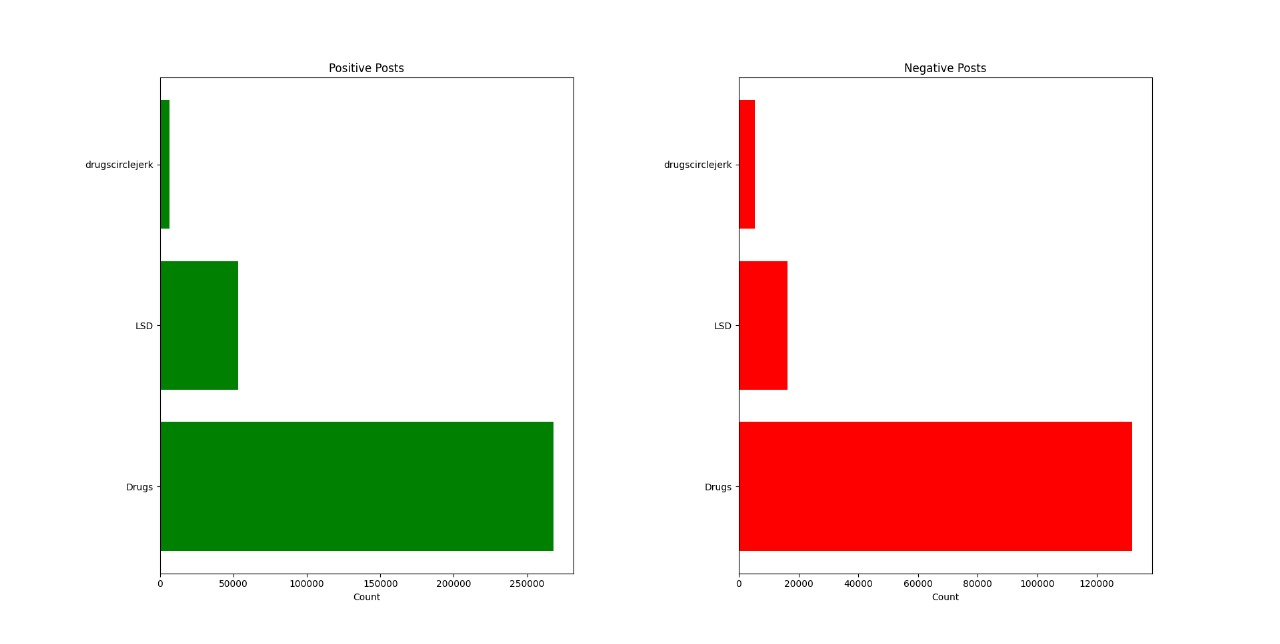 Positive Posts
drugscirclejerk
LSD
Drugs
0 50000 100000 150000 200000 250000
Count
Negative Posts
drugscirclejerk
LSD
Drugs
0 20000 40000 60000 80000 100000 120000
Count